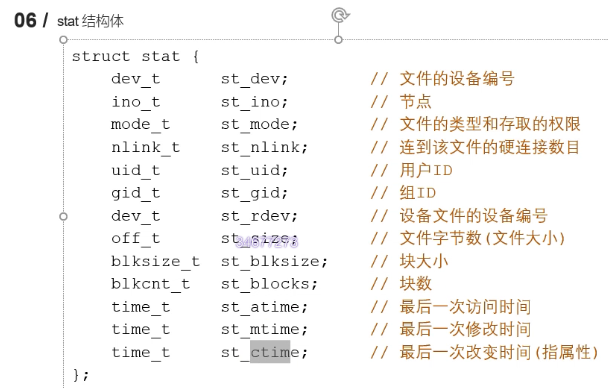 06 / stat 结构体
struct stat {
dev_t st_dev; // 文件的设备编号
ino_t st_ino; // 节点
mode_t st_mode; // 文件的类型和存取的权限
nlink_t st_nlink; // 连到该文件的硬连接数目
uid_t st_uid; // 用户ID
gid_t st_gid; // 组ID
dev_t st_rdev; // 设备文件的设备编号
off_t st_size; // 文件字节数(文件大小)
blksize_t st_blksize; // 块大小
blkcnt_t st_blocks; // 块数
time_t st_atime; // 最后一次访问时间
time_t st_mtime; // 最后一次修改时间
time_t st_ctime; // 最后一次改变时间(指属性)
};